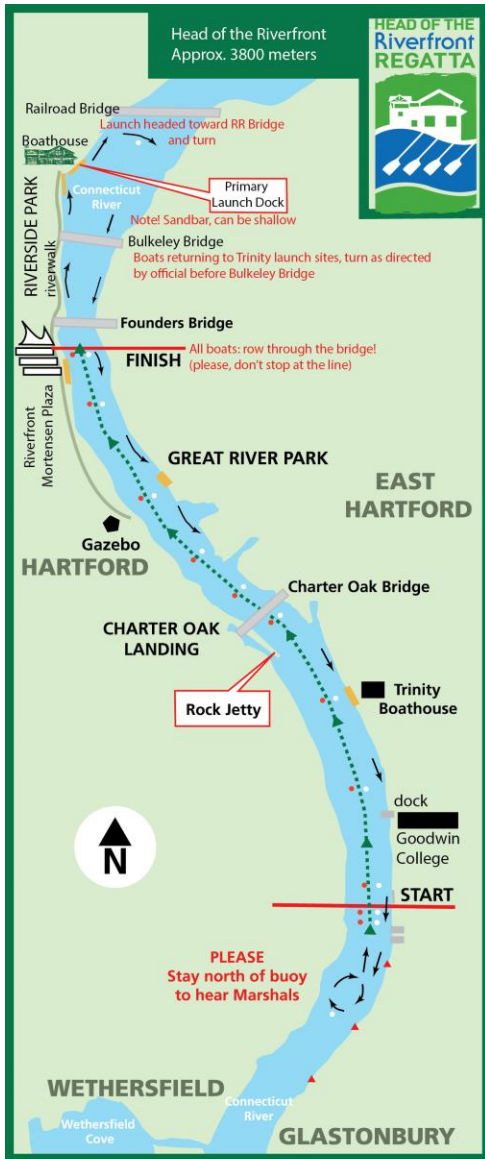 Head of the Riverfront
Approx. 3800 meters
HEAD OF THE
Riverfront
REGATTA
Railroad Bridge
Launch headed toward RR Bridge
and turn
Boathouse
Primary
Launch Dock
Connecticut
River
Note! Sandbar, can be shallow
RIVERSIDE PARK
riverwalk
Bulkeley Bridge
Boats returning to Trinity launch sites, turn as directed
by official before Bulkeley Bridge
Founders Bridge
FINISH
All boats: row through the bridge!
(please, don't stop at the line)
Riverfront
Mortensen Plaza
GREAT RIVER PARK
EAST
HARTFORD
Gazebo
HARTFORD
Charter Oak Bridge
CHARTER OAK
LANDING
Rock Jetty
Trinity
Boathouse
dock
Goodwin
College
N
START
PLEASE
Stay north of buoy
to hear Marshals
WETHERSFIELD
Connecticut
River
Wethersfield
Cove
GLASTONBURY